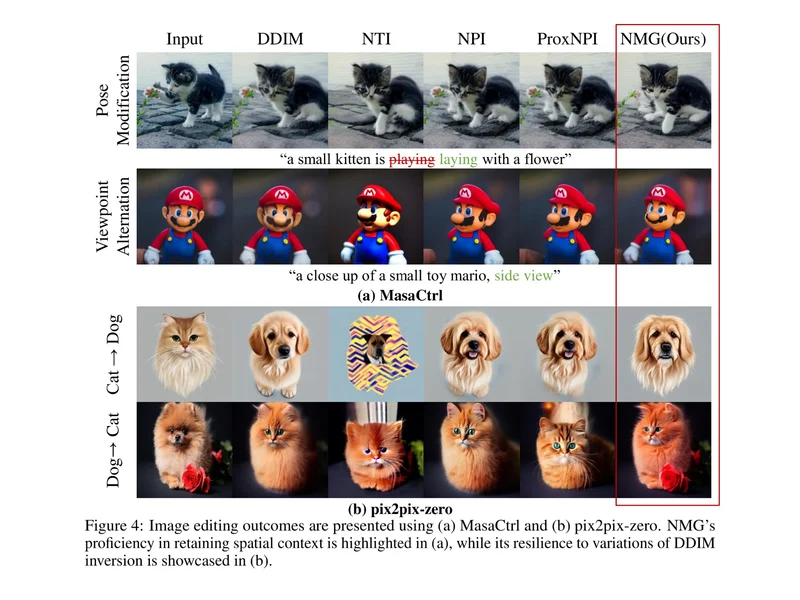 Input DDIM NTI NPI ProxNPI NMG(Ours)
Pose
Modification
“a small kitten is playing laying with a flower”
Viewpoint
Alternation
“a close up of a small toy mario, side view”
(a) MasaCtrl
Cat → Dog
Dog→ Cat
(b) pix2pix-zero
Figure 4: Image editing outcomes are presented using (a) MasaCtrl and (b) pix2pix-zero. NMG’s
proficiency in retaining spatial context is highlighted in (a), while its resilience to variations of DDIM
inversion is showcased in (b).